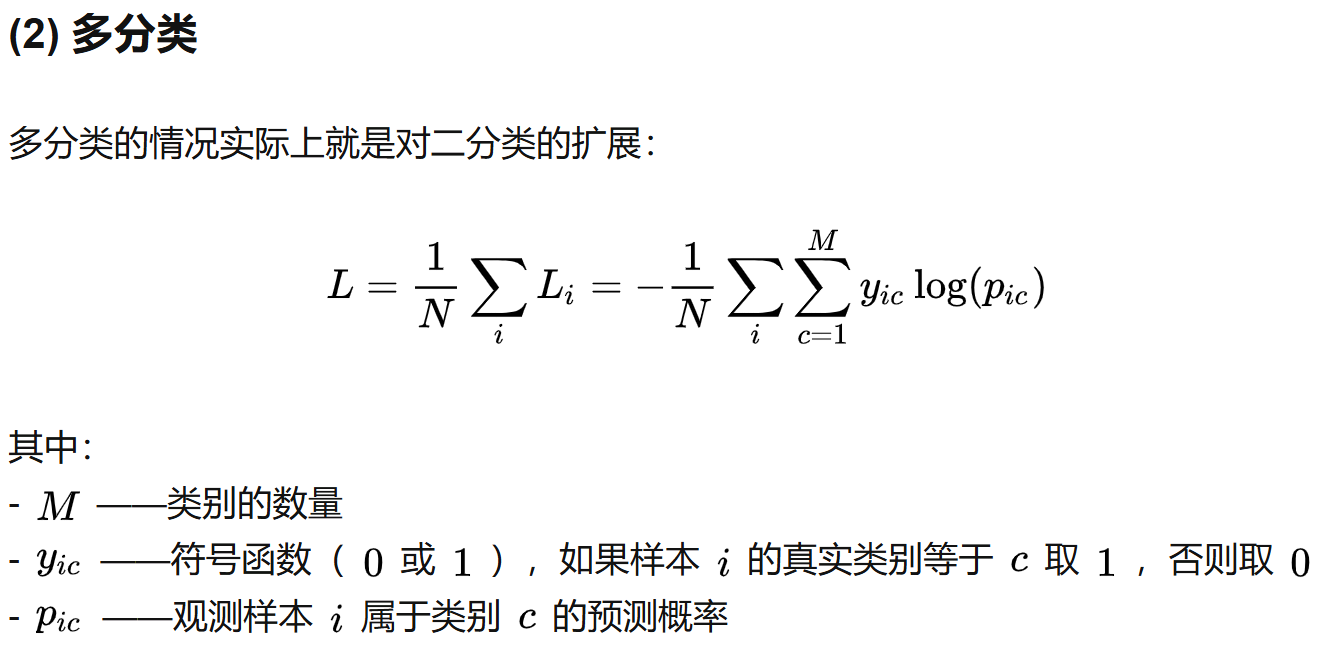 (2) 多分类
多分类的情况实际上就是对二分类的扩展：
L = \frac{1}{N} \sum_{i} L_i = -\frac{1}{N} \sum_{i} \sum_{c=1}^{M} y_{ic} \log(p_{ic})
其中：
- M ——类别的数量
- y_{ic} ——符号函数（ 0 或 1 ），如果样本 i 的真实类别等于 c 取 1 ，否则取 0
- p_{ic} ——观测样本 i 属于类别 c 的预测概率